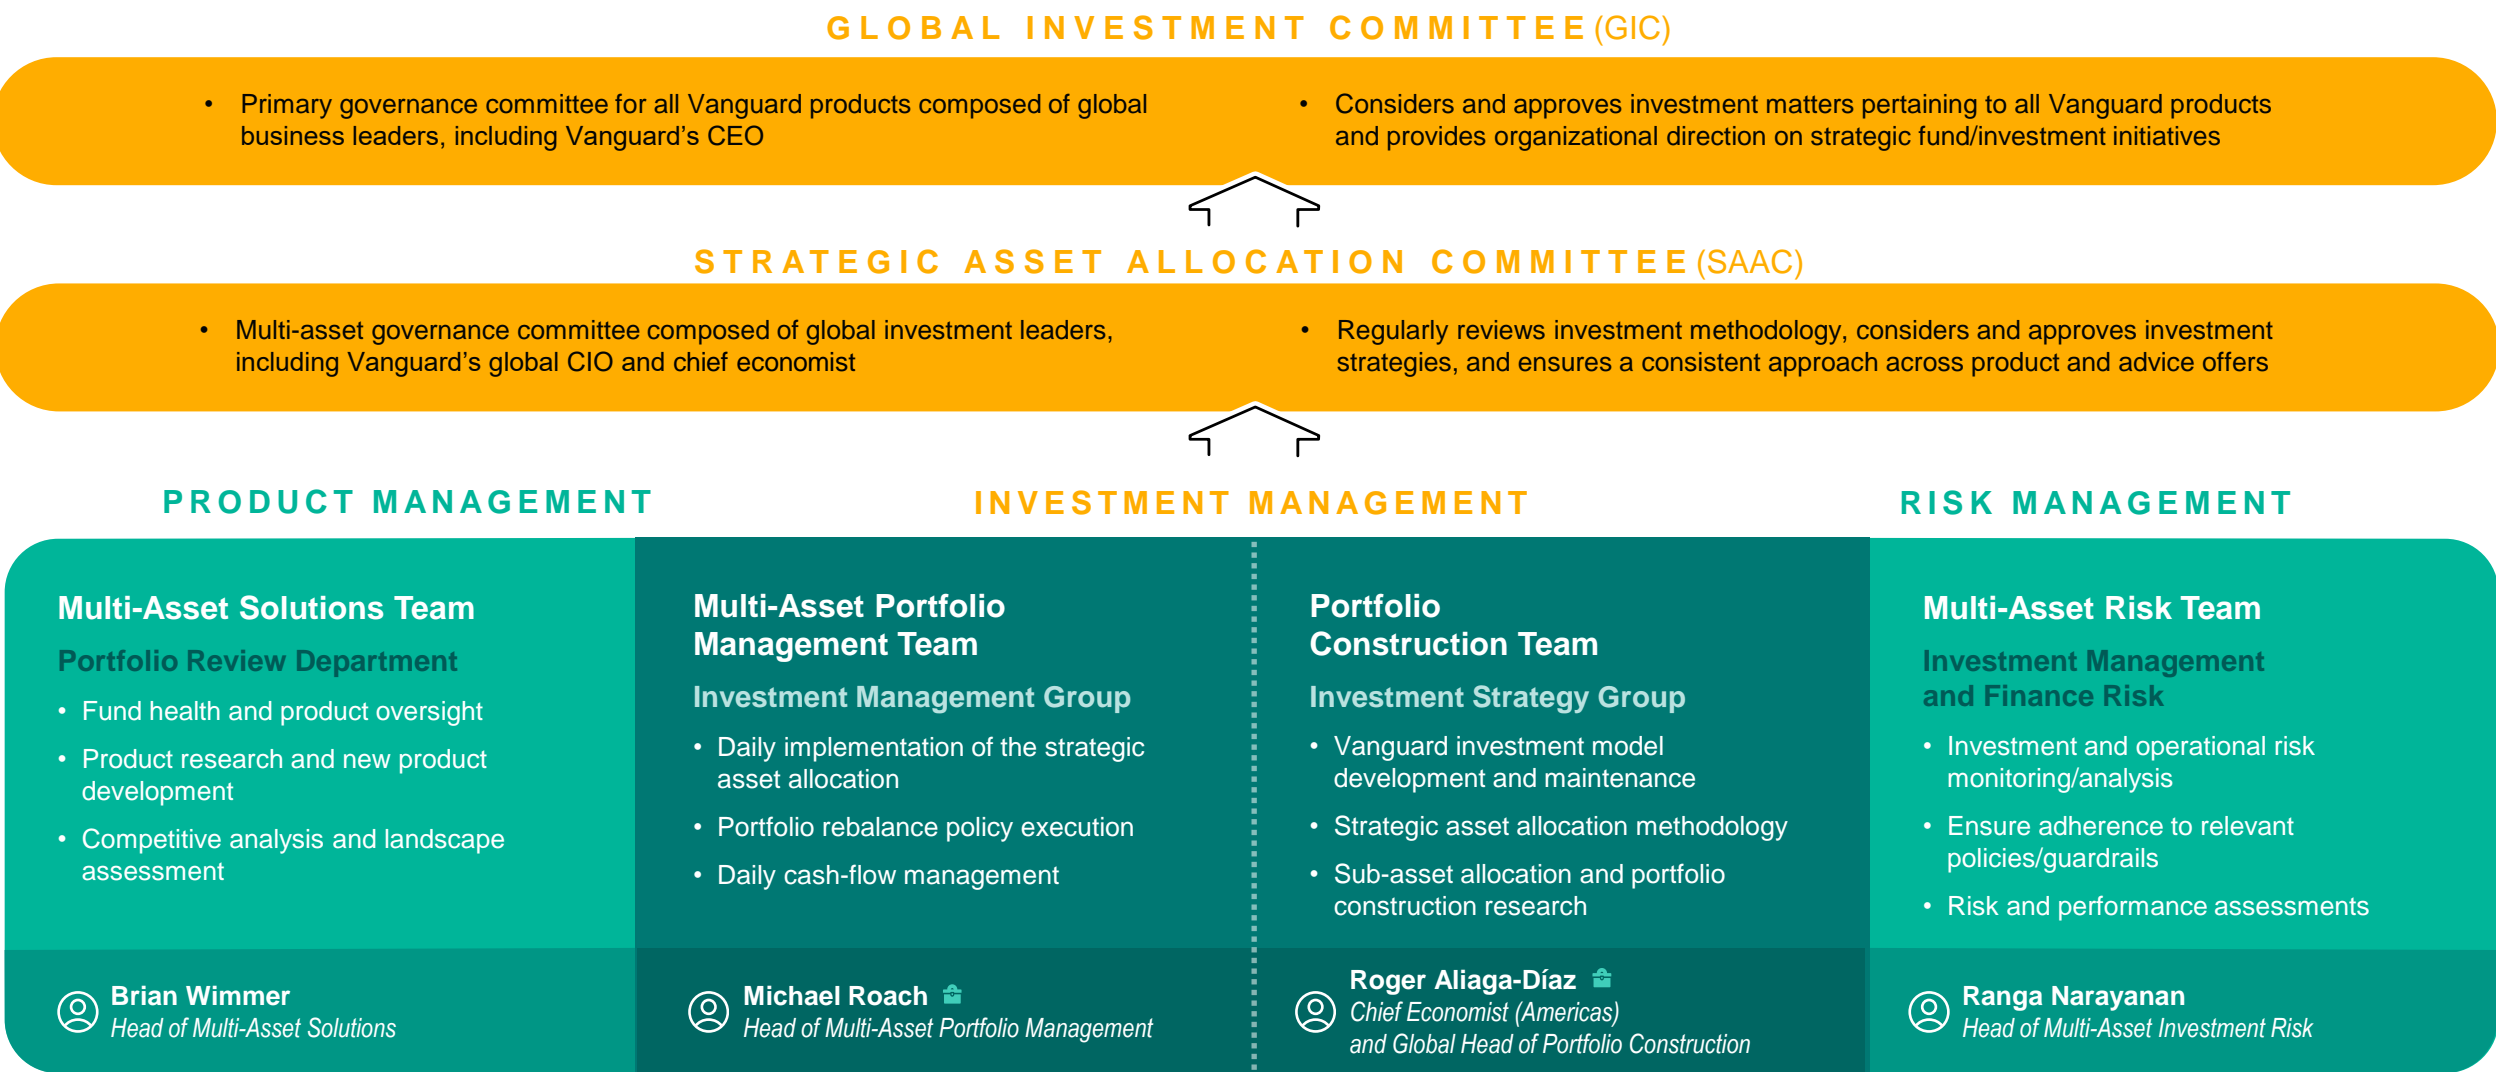 GLOBAL INVESTMENT COMMITTEE (GIC)
• Primary governance committee for all Vanguard products composed of global
business leaders, including Vanguard’s CEO
• Considers and approves investment matters pertaining to all Vanguard products
and provides organizational direction on strategic fund/investment initiatives
STRATEGIC ASSET ALLOCATION COMMITTEE (SAAC)
• Multi-asset governance committee composed of global investment leaders,
including Vanguard’s global CIO and chief economist
• Regularly reviews investment methodology, considers and approves investment
strategies, and ensures a consistent approach across product and advice offers
PRODUCT MANAGEMENT
Multi-Asset Solutions Team
Portfolio Review Department
• Fund health and product oversight
• Product research and new product
development
• Competitive analysis and landscape
assessment
Brian Wimmer
Head of Multi-Asset Solutions
INVESTMENT MANAGEMENT
Multi-Asset Portfolio
Management Team
Investment Management Group
• Daily implementation of the strategic
asset allocation
• Portfolio rebalance policy execution
• Daily cash-flow management
Michael Roach
Head of Multi-Asset Portfolio Management
Portfolio
Construction Team
Investment Strategy Group
• Vanguard investment model
development and maintenance
• Strategic asset allocation methodology
• Sub-asset allocation and portfolio
construction research
Roger Aliaga-Díaz
Chief Economist (Americas)
and Global Head of Portfolio Construction
RISK MANAGEMENT
Multi-Asset Risk Team
Investment Management
and Finance Risk
• Investment and operational risk
monitoring/analysis
• Ensure adherence to relevant
policies/guardrails
• Risk and performance assessments
Ranga Narayanan
Head of Multi-Asset Investment Risk